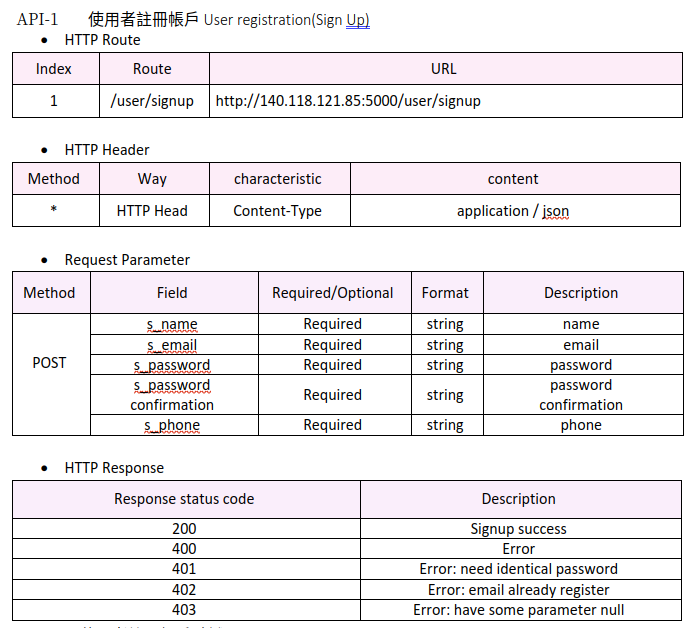 API-1 使用者註冊帳戶 User registration(Sign Up)
• HTTP Route
Index Route URL
1 /user/signup http://140.118.121.85:5000/user/signup
• HTTP Header
Method Way characteristic content
* HTTP Head Content-Type application / json
• Request Parameter
Method Field Required/Optional Format Description
POST
s_name Required string name
s_email Required string email
s_password Required string password
s_password confirmation Required string password confirmation
s_phone Required string phone
• HTTP Response
Response status code Description
200 Signup success
400 Error
401 Error: need identical password
402 Error: email already register
403 Error: have some parameter null